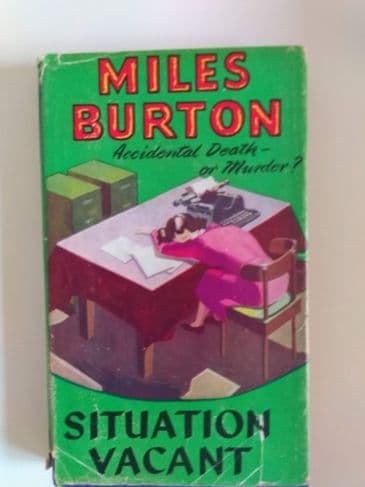 MILES
BURTON
Accidental Death —
or Murder?
SITUATION
VACANT